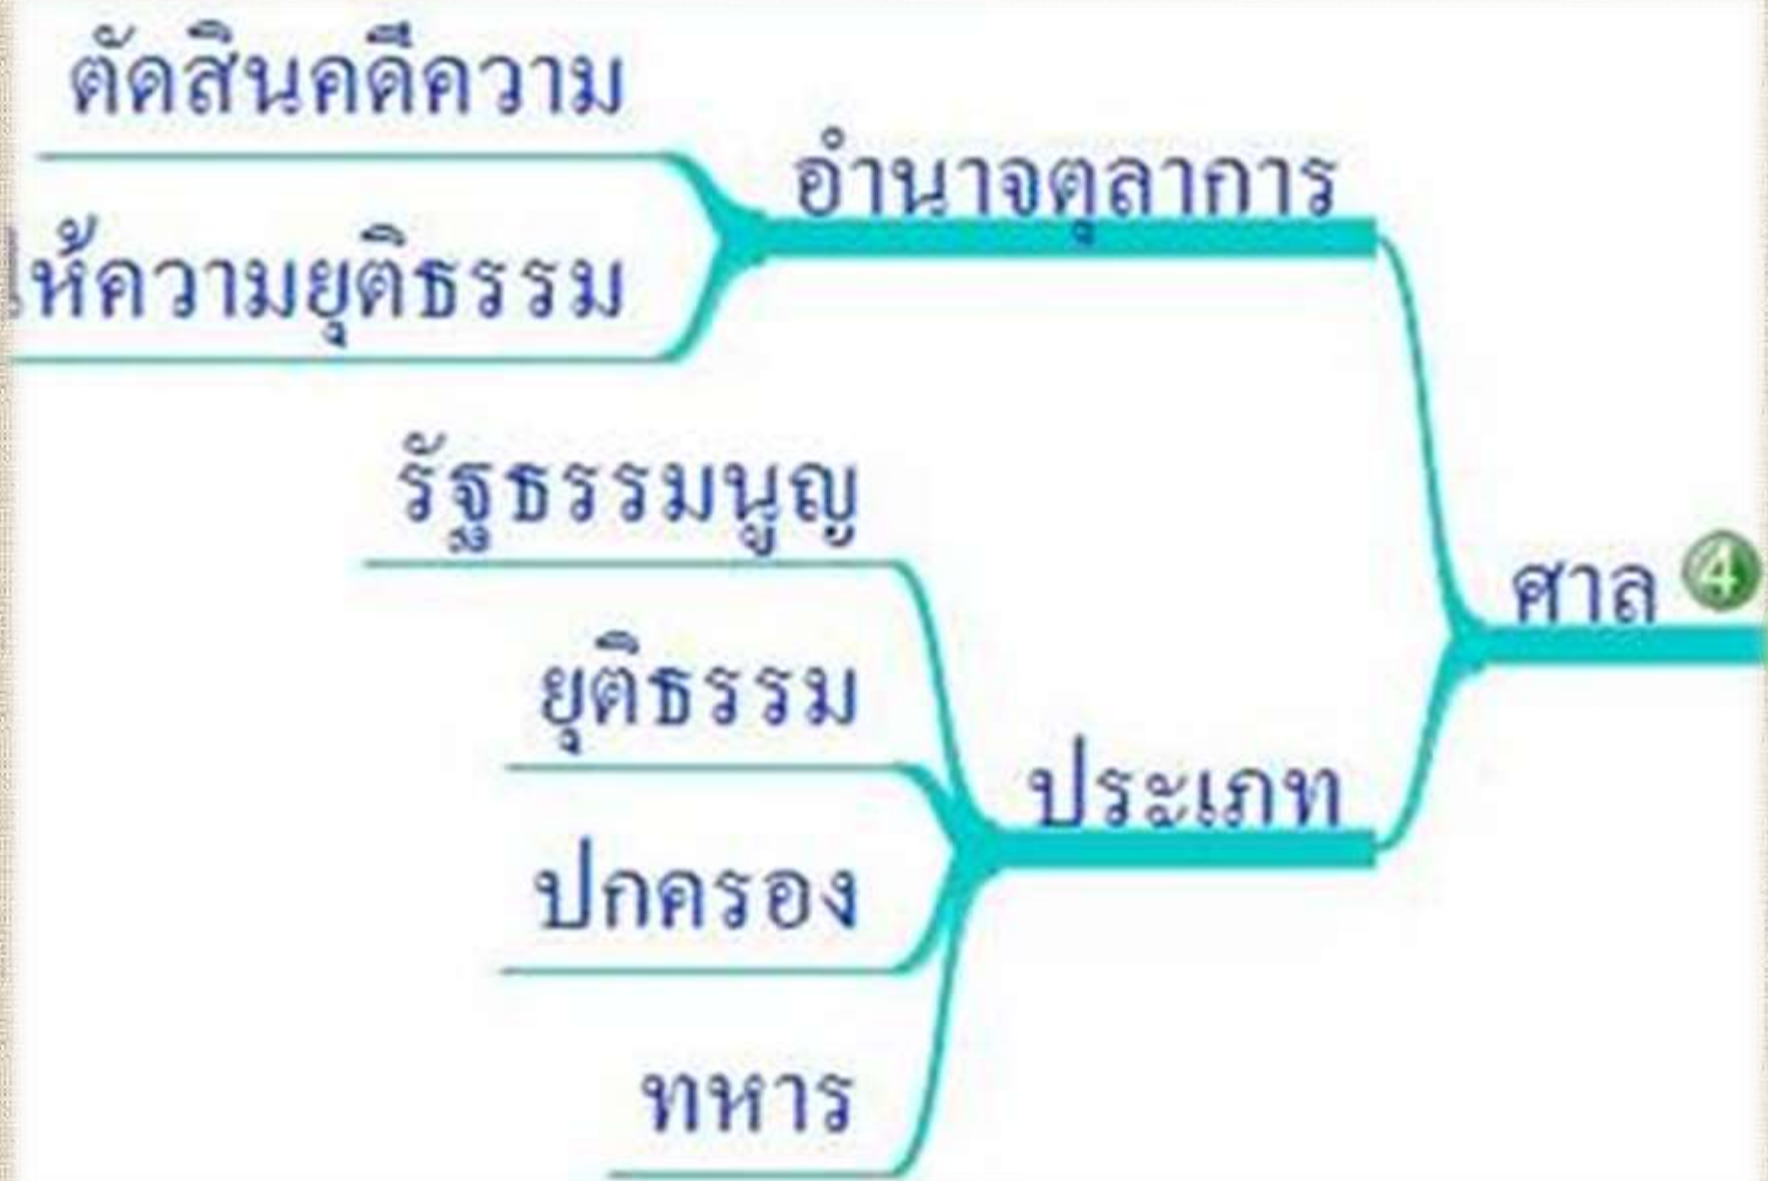 ตัดสินคดีความ
อำนาจตุลาการ
ให้ความยุติธรรม
รัฐธรรมนูญ
ศาล 4
ยุติธรรม
ประเภท
ปกครอง
ทหาร